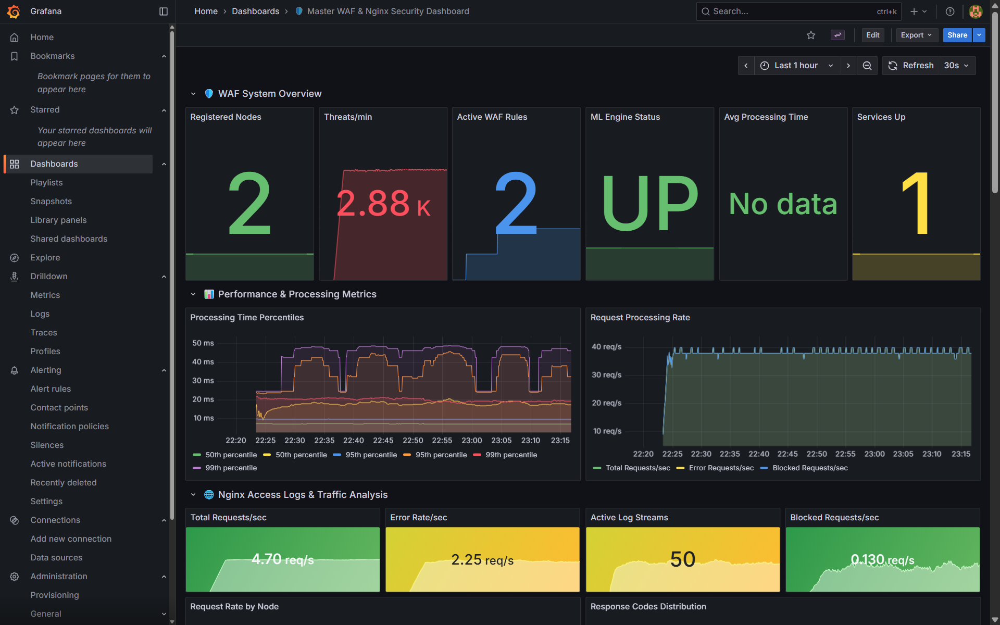 Grafana
Home › Dashboards › Master WAF & Nginx Security Dashboard
Search...
ctrl+k
Edit
Export
Share
Home
Bookmarks
Bookmark pages for them to
appear here
Starred
Your starred dashboards will
appear here
Dashboards
Playlists
Snapshots
Library panels
Shared dashboards
Explore
Drilldown
Metrics
Logs
Traces
Profiles
Alerting
Alert rules
Contact points
Notification policies
Silences
Active notifications
Recently deleted
Settings
Connections
Add new connection
Data sources
Administration
Provisioning
General
Last 1 hour
Refresh
30s
WAF System Overview
Registered Nodes
2
Threats/min
2.88 K
Active WAF Rules
2
ML Engine Status
UP
Avg Processing Time
No data
Services Up
1
Performance & Processing Metrics
Processing Time Percentiles
50 ms
40 ms
30 ms
20 ms
10 ms
22:20 22:25 22:30 22:35 22:40 22:45 22:50 22:55 23:00 23:05 23:10 23:15
50th percentile 50th percentile 95th percentile 95th percentile 99th percentile
99th percentile
Request Processing Rate
40 req/s
30 req/s
20 req/s
10 req/s
22:20 22:25 22:30 22:35 22:40 22:45 22:50 22:55 23:00 23:05 23:10 23:15
Total Requests/sec Error Requests/sec Blocked Requests/sec
Nginx Access Logs & Traffic Analysis
Total Requests/sec
4.70 req/s
Error Rate/sec
2.25 req/s
Active Log Streams
50
Blocked Requests/sec
0.130 req/s
Request Rate by Node
Response Codes Distribution